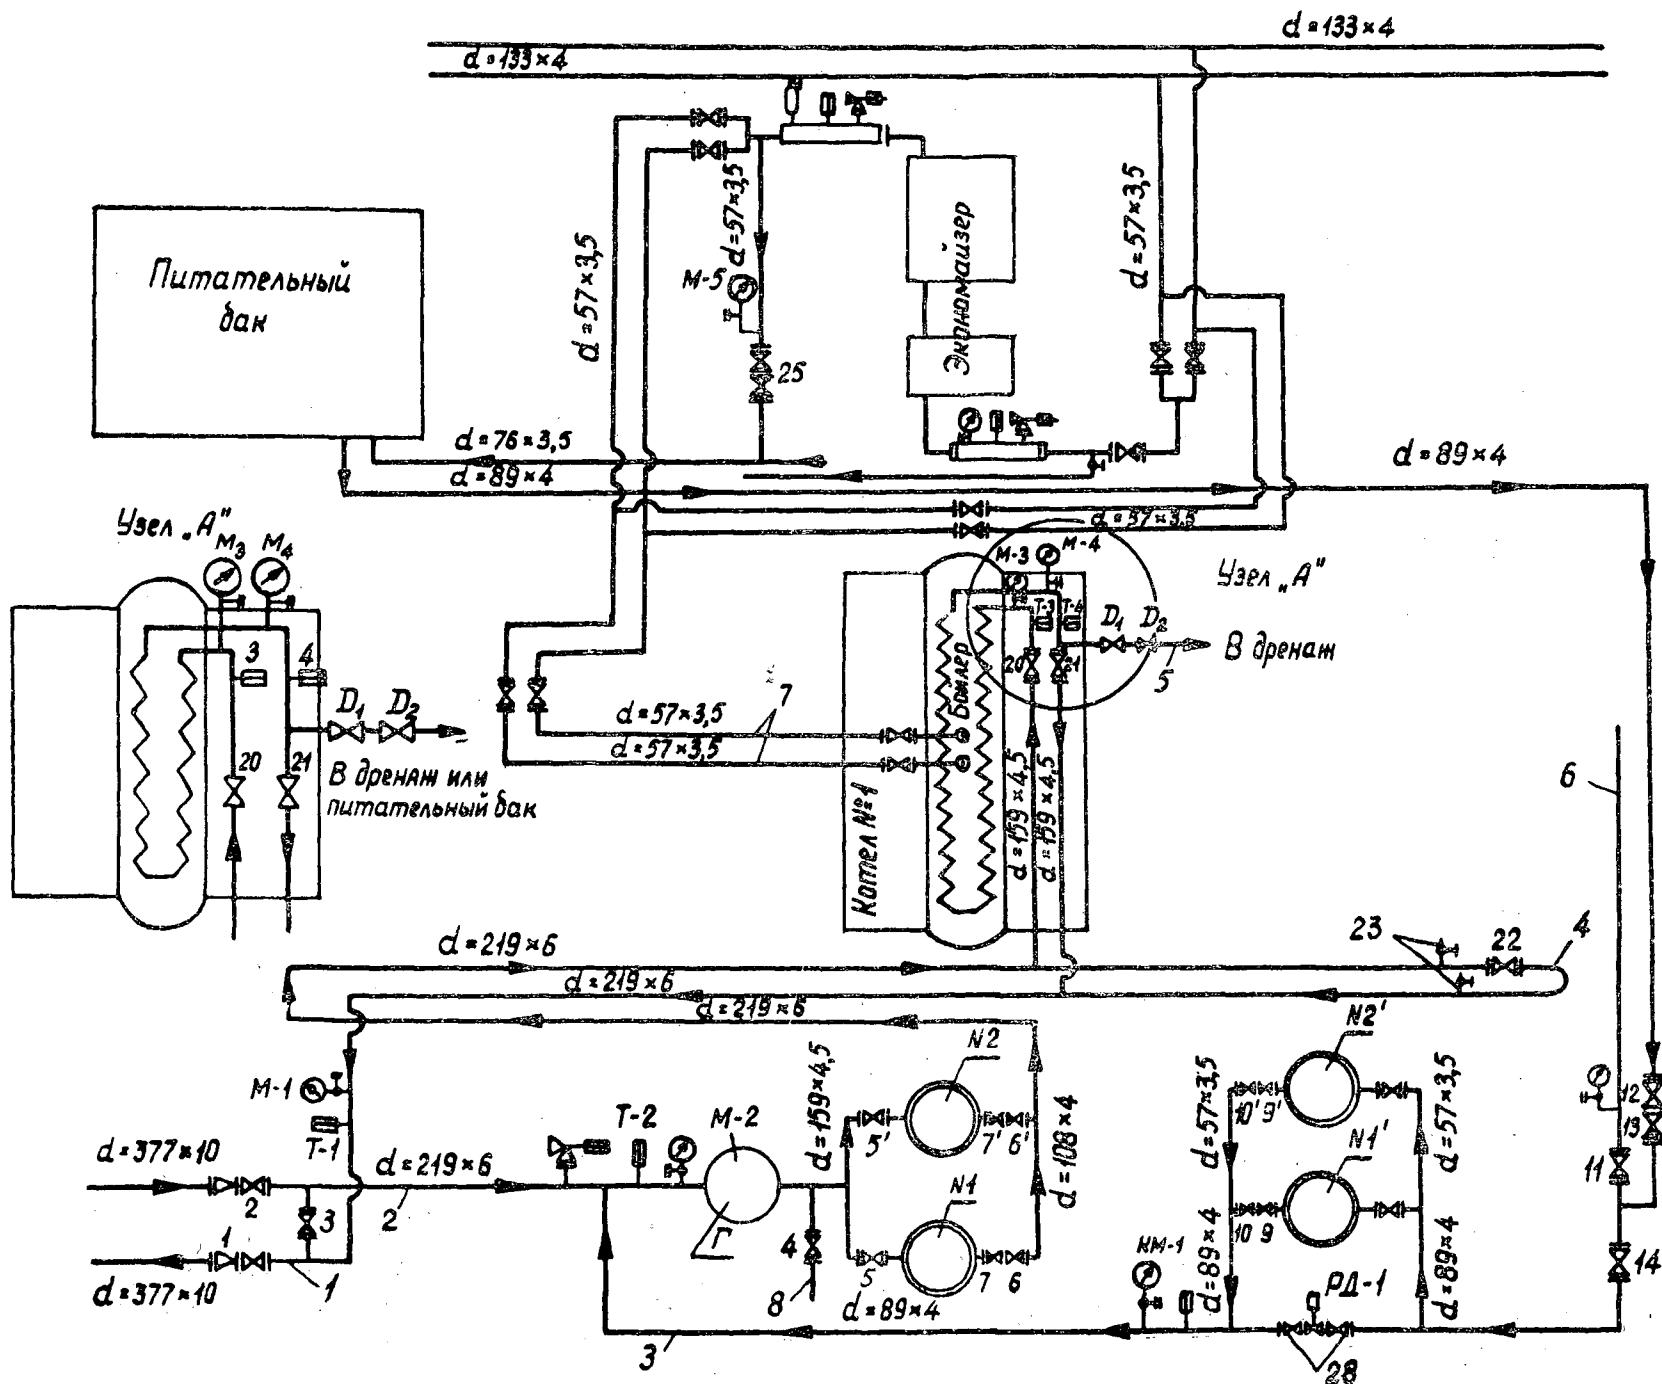 d=133×4
d=133×4
d=57×3,5
d=57×3,5
d=57×3,5
Питательный
бак
М-5
25
Экономайзер
d=76×3,5
d=89×4
d=89×4
Узел „А"
М3
М4
d=57×3,5
М-3
М-4
Узел „А"
Т-3
Т-4
D1
D2
В дренаж
5
3
4
D1
D2
20
21
В дренаж или
питательный бак
20
21
Бойлер
7
d=57×3,5
d=57×3,5
Котел №1
d=159×4,5
d=159×4,5
6
d=219×6
d=219×6
d=219×6
23
22
4
N2
N2'
М-1
Т-1
Т-2
М-2
d=159×4,5
5'
7'
6'
d=108×4
d=57×3,5
10'
9'
d=57×3,5
12
13
d=377×10
d=219×6
2
3
2
1
1
d=377×10
Г
4
8
N1
5
7
6
d=89×4
3
N1'
10
9
КМ-1
d=89×4
РД-1
d=89×4
28
11
14